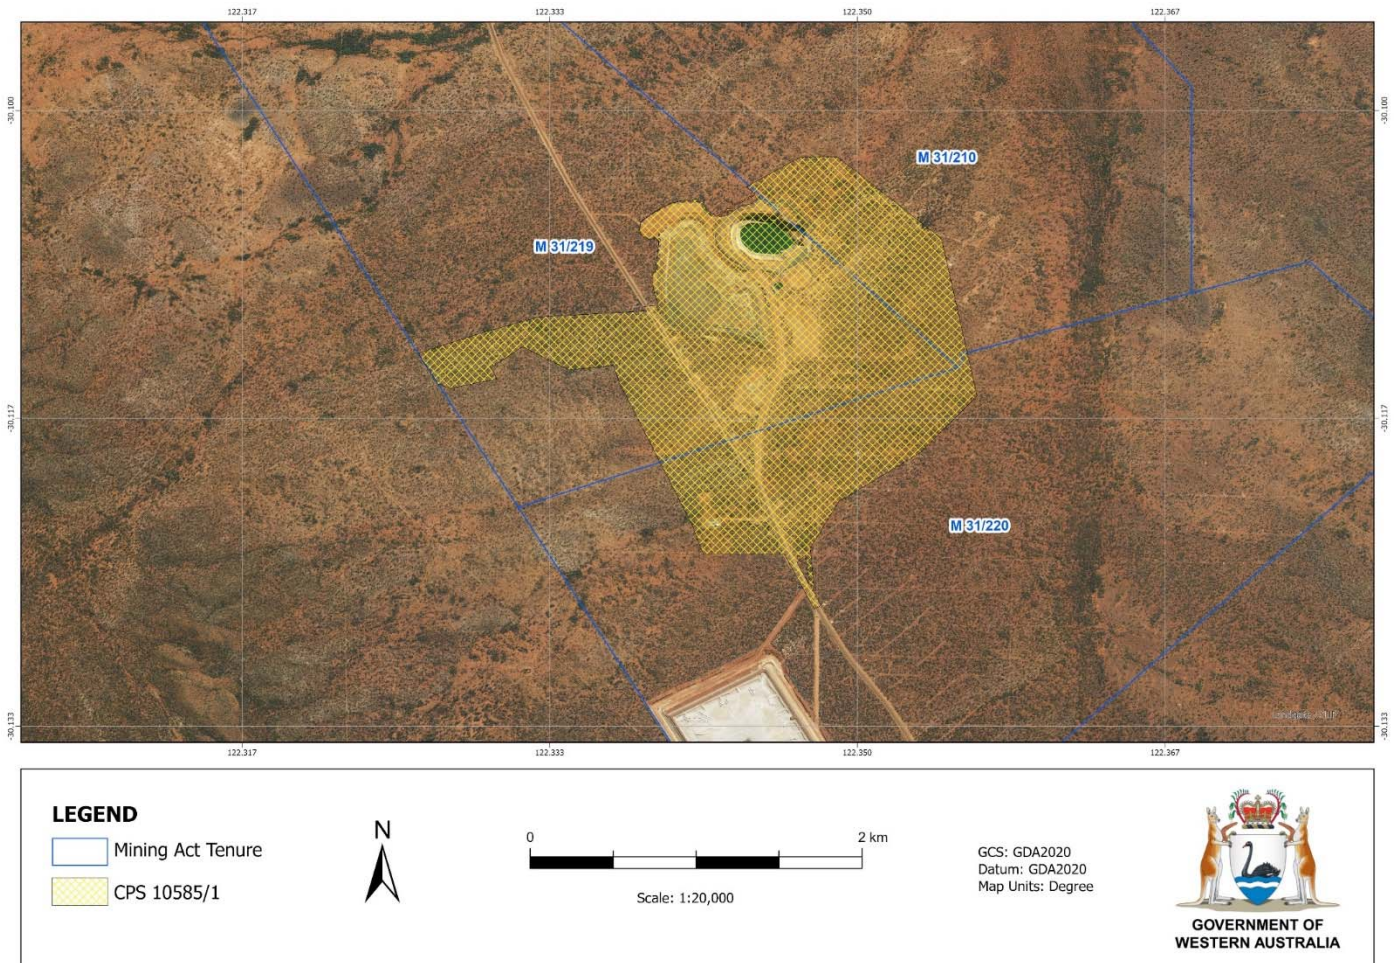 122.317 122.333 122.350 122.367
-30.100 -30.100
M 31/210
M 31/219
-30.117 -30.117
M 31/220
-30.133 -30.133
122.317 122.333 122.350 122.367
LEGEND
Mining Act Tenure
CPS 10585/1
N
0 2 km
Scale: 1:20,000
GCS: GDA2020
Datum: GDA2020
Map Units: Degree
GOVERNMENT OF
WESTERN AUSTRALIA